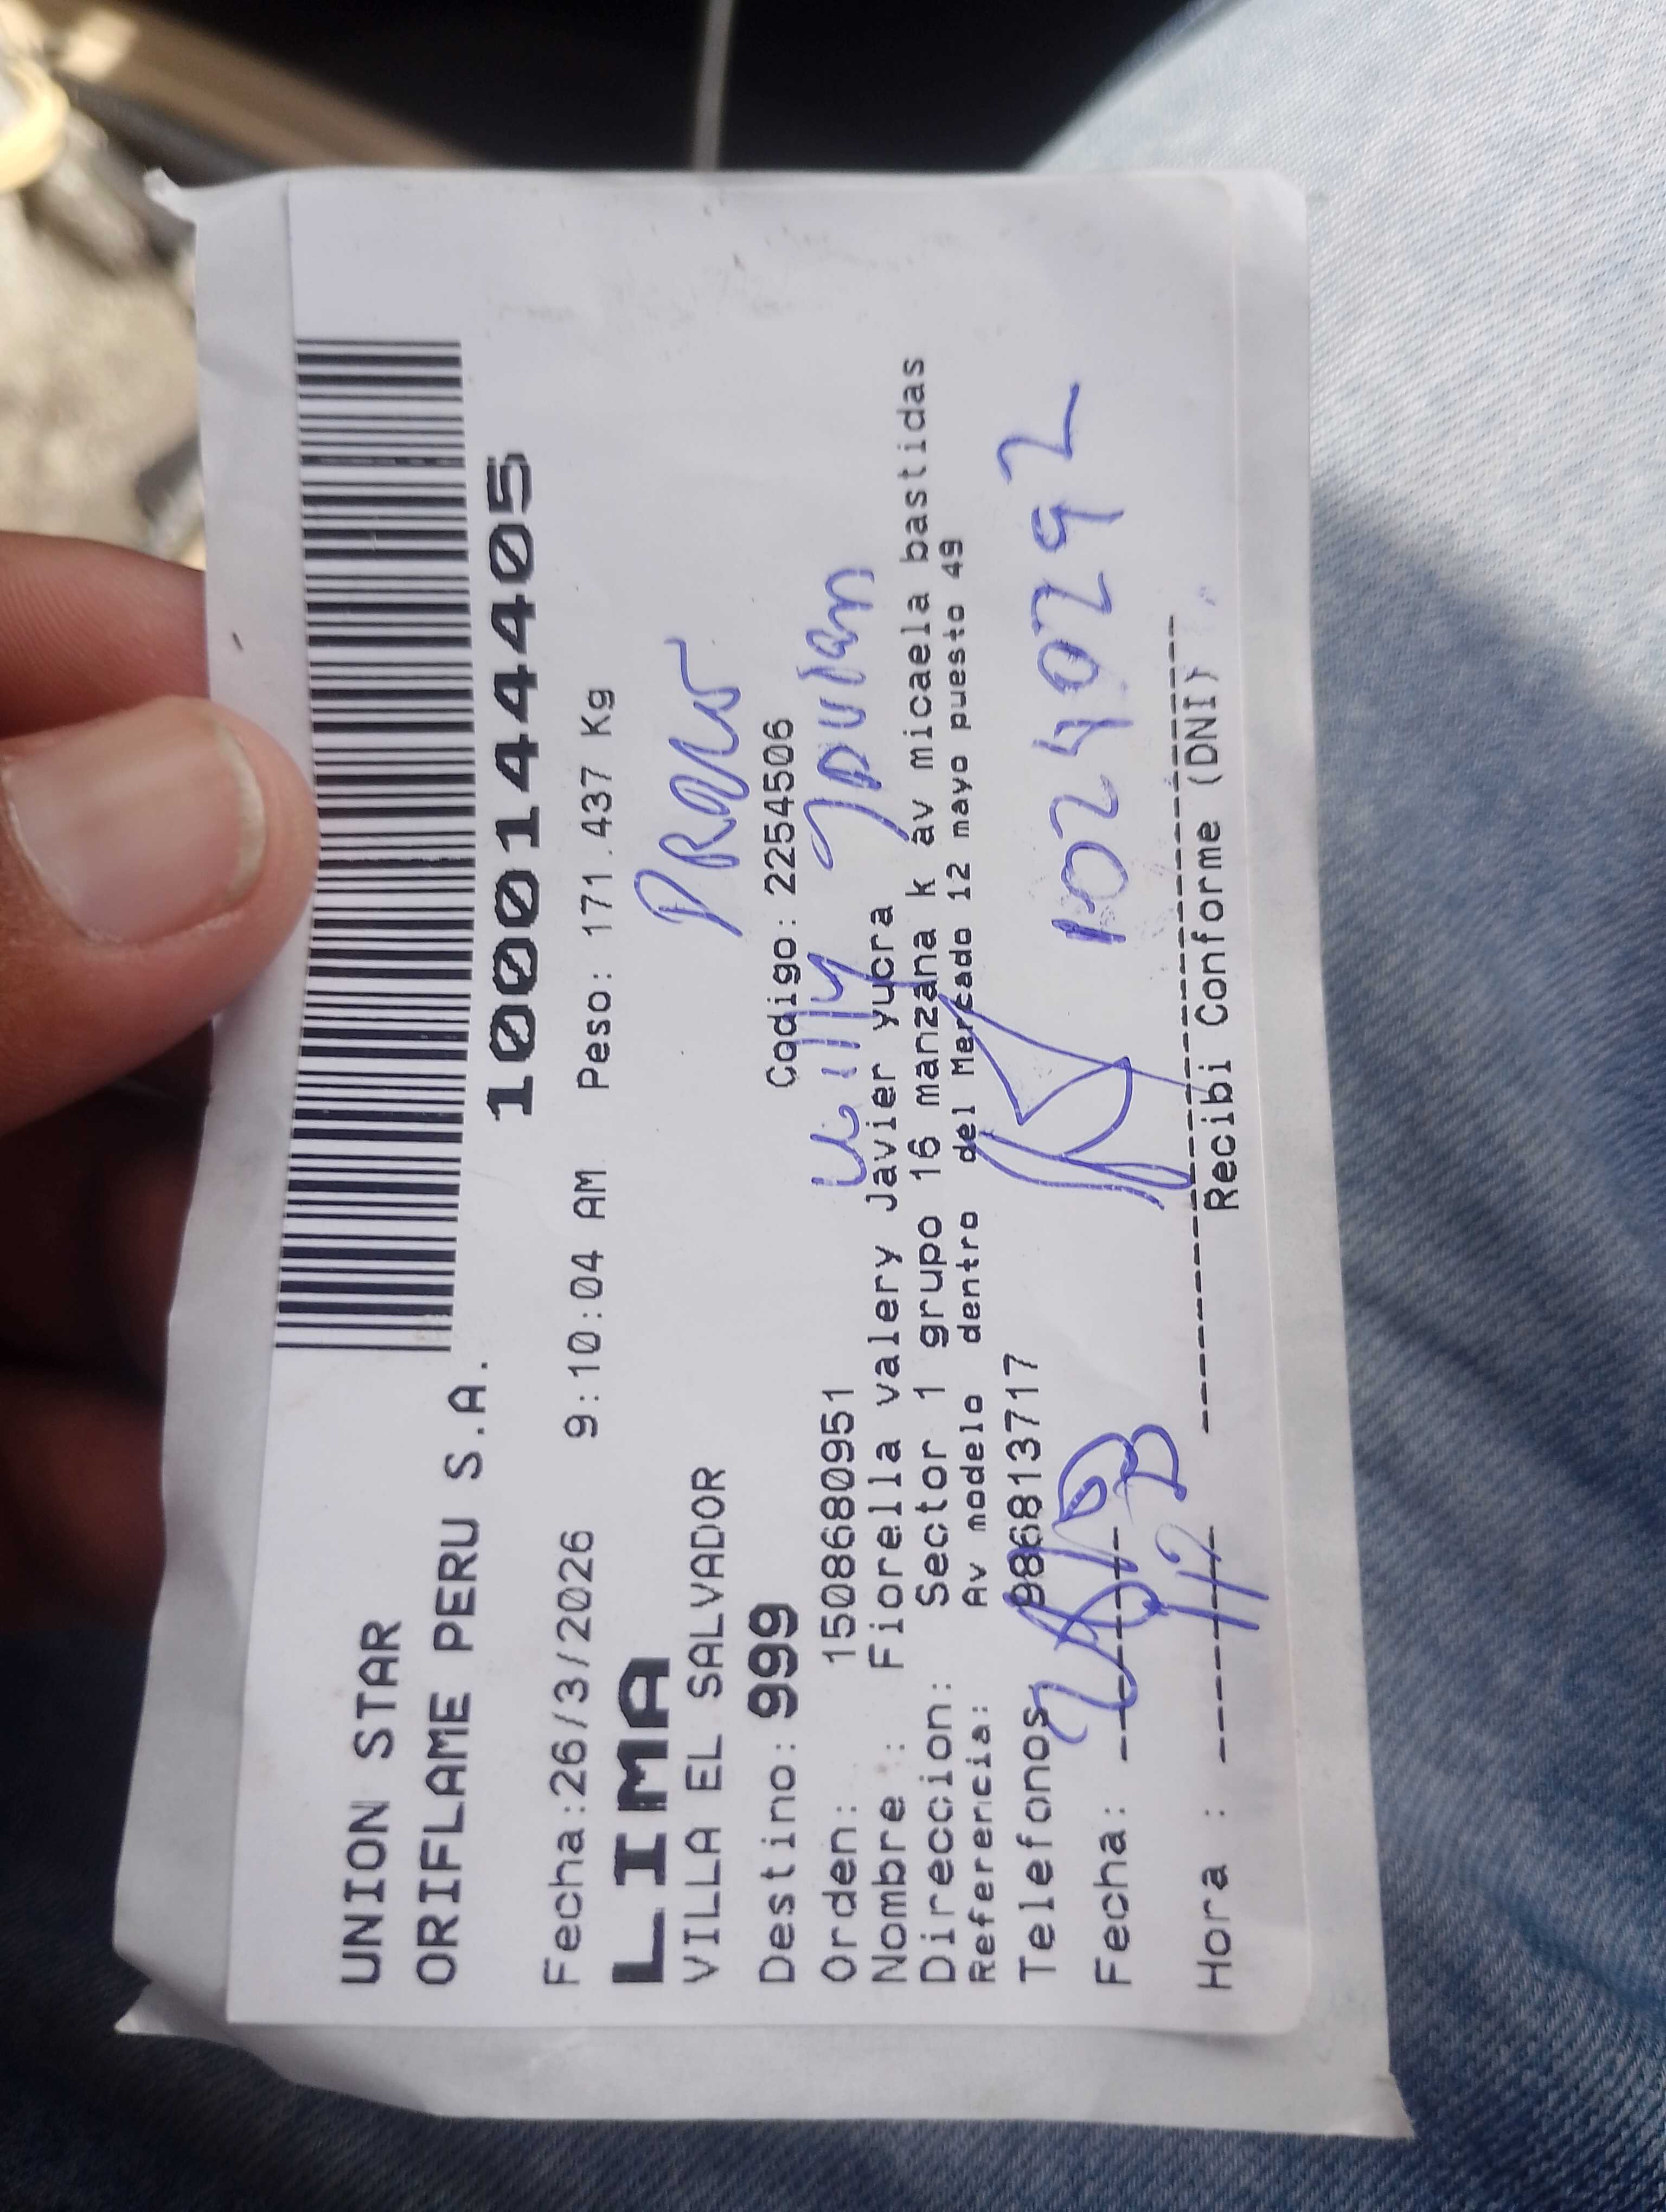 UNION STAR
ORIFLAME PERU S.A.
10001444405
Fecha:26/3/2026 9:10:04 AM Peso: 171.437 Kg
LIMA
VILLA EL SALVADOR
Destino: 999 Codigo: 2254506
Orden: 1508680951
Willy
Nombre : Fiorella valery Javier yucra
Direccion: Sector 1 grupo 16 manzana k av micaela bastidas
Referencia: Av modelo dentro del Mercado 12 mayo puesto 49
Telefonos: 986813717
10240292
Fecha:
Hora :
Recibi Conforme (DNI)